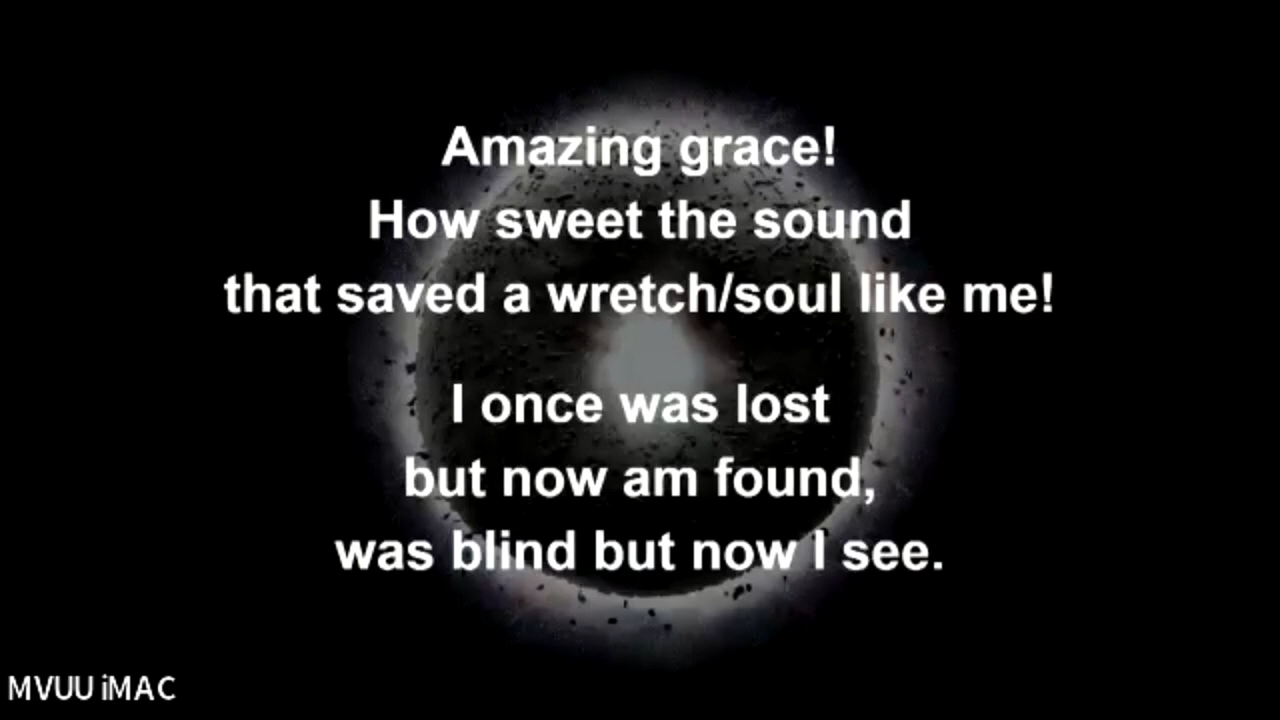 Amazing grace!
How sweet the sound
that saved a wretch/soul like me!
I once was lost
but now am found,
was blind but now I see.
MVUU iMAC